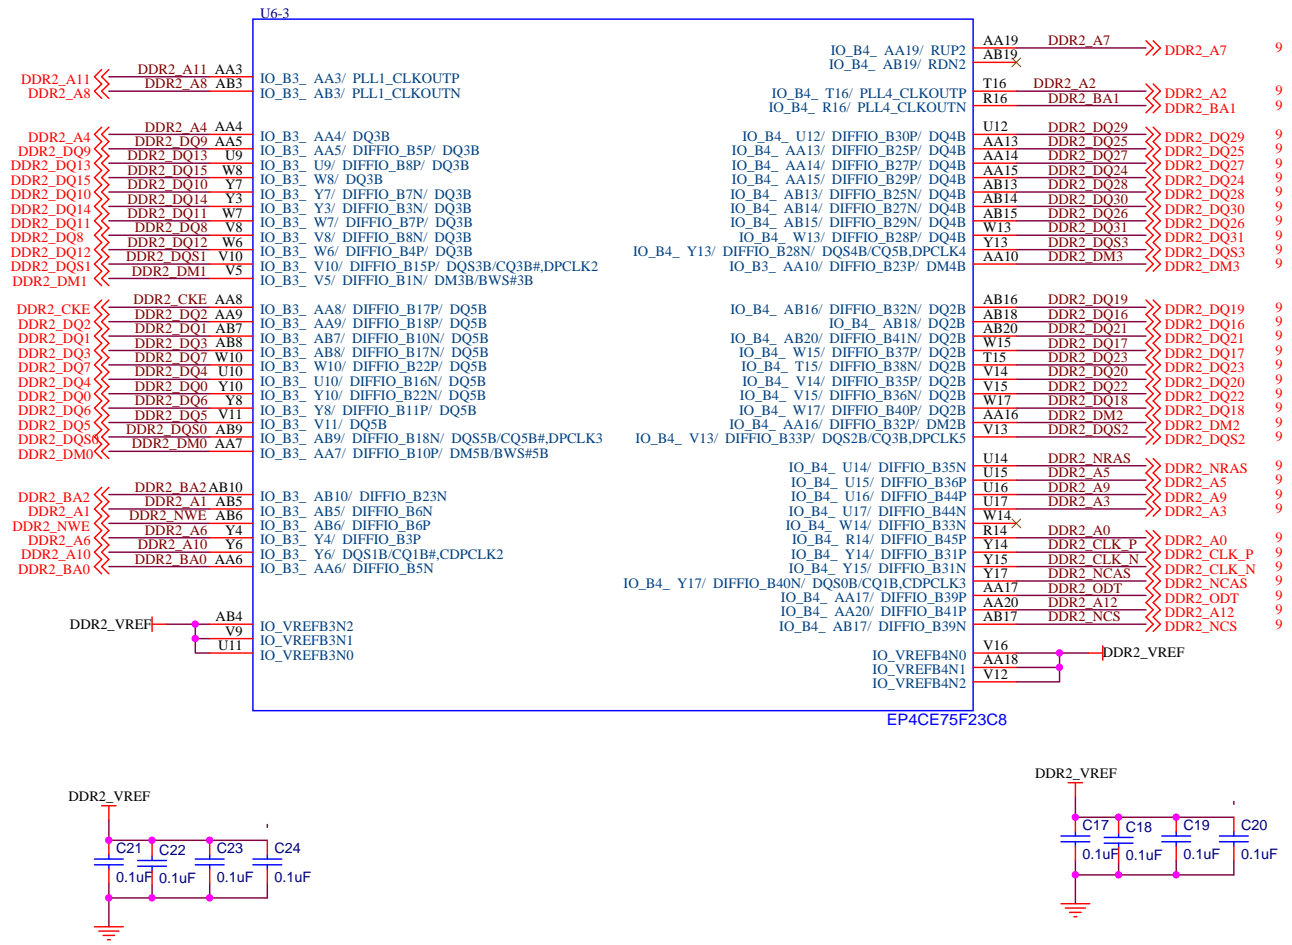 U6-3
DDR2_A11 DDR2_A11 AA3 IO_B3_ AA3/ PLL1_CLKOUTP
DDR2_A8 DDR2_A8 AB3 IO_B3_ AB3/ PLL1_CLKOUTN
DDR2_A4 DDR2_A4 AA4 IO_B3_ AA4/ DQ3B
DDR2_DQ9 DDR2_DQ9 AA5 IO_B3_ AA5/ DIFFIO_B5P/ DQ3B
DDR2_DQ13 DDR2_DQ13 U9 IO_B3_ U9/ DIFFIO_B8P/ DQ3B
DDR2_DQ15 DDR2_DQ15 W8 IO_B3_ W8/ DQ3B
DDR2_DQ10 DDR2_DQ10 Y7 IO_B3_ Y7/ DIFFIO_B7N/ DQ3B
DDR2_DQ14 DDR2_DQ14 Y3 IO_B3_ Y3/ DIFFIO_B3N/ DQ3B
DDR2_DQ11 DDR2_DQ11 W7 IO_B3_ W7/ DIFFIO_B7P/ DQ3B
DDR2_DQ8 DDR2_DQ8 V8 IO_B3_ V8/ DIFFIO_B8N/ DQ3B
DDR2_DQ12 DDR2_DQ12 W6 IO_B3_ W6/ DIFFIO_B4P/ DQ3B
DDR2_DQS1 DDR2_DQS1 V10 IO_B3_ V10/ DIFFIO_B15P/ DQS3B/CQ3B#,DPCLK2
DDR2_DM1 DDR2_DM1 V5 IO_B3_ V5/ DIFFIO_B1N/ DM3B/BWS#3B
DDR2_CKE DDR2_CKE AA8 IO_B3_ AA8/ DIFFIO_B17P/ DQ5B
DDR2_DQ2 DDR2_DQ2 AA9 IO_B3_ AA9/ DIFFIO_B18P/ DQ5B
DDR2_DQ1 DDR2_DQ1 AB7 IO_B3_ AB7/ DIFFIO_B10N/ DQ5B
DDR2_DQ3 DDR2_DQ3 AB8 IO_B3_ AB8/ DIFFIO_B17N/ DQ5B
DDR2_DQ7 DDR2_DQ7 W10 IO_B3_ W10/ DIFFIO_B22P/ DQ5B
DDR2_DQ4 DDR2_DQ4 U10 IO_B3_ U10/ DIFFIO_B16N/ DQ5B
DDR2_DQ0 DDR2_DQ0 Y10 IO_B3_ Y10/ DIFFIO_B22N/ DQ5B
DDR2_DQ6 DDR2_DQ6 Y8 IO_B3_ Y8/ DIFFIO_B11P/ DQ5B
DDR2_DQ5 DDR2_DQ5 V11 IO_B3_ V11/ DQ5B
DDR2_DQS0 DDR2_DQS0 AB9 IO_B3_ AB9/ DIFFIO_B18N/ DQS5B/CQ5B#,DPCLK3
DDR2_DM0 DDR2_DM0 AA7 IO_B3_ AA7/ DIFFIO_B10P/ DM5B/BWS#5B
DDR2_BA2 DDR2_BA2 AB10 IO_B3_ AB10/ DIFFIO_B23N
DDR2_A1 DDR2_A1 AB5 IO_B3_ AB5/ DIFFIO_B6N
DDR2_NWE DDR2_NWE AB6 IO_B3_ AB6/ DIFFIO_B6P
DDR2_A6 DDR2_A6 Y4 IO_B3_ Y4/ DIFFIO_B3P
DDR2_A10 DDR2_A10 Y6 IO_B3_ Y6/ DQS1B/CQ1B#,CDPCLK2
DDR2_BA0 DDR2_BA0 AA6 IO_B3_ AA6/ DIFFIO_B5N
DDR2_VREF AB4 IO_VREFB3N2
V9 IO_VREFB3N1
U11 IO_VREFB3N0
IO_B4_ AA19/ RUP2 AA19 DDR2_A7 DDR2_A7 9
IO_B4_ AB19/ RDN2 AB19
IO_B4_ T16/ PLL4_CLKOUTP T16 DDR2_A2 DDR2_A2 9
IO_B4_ R16/ PLL4_CLKOUTN R16 DDR2_BA1 DDR2_BA1 9
IO_B4_ U12/ DIFFIO_B30P/ DQ4B U12 DDR2_DQ29 DDR2_DQ29 9
IO_B4_ AA13/ DIFFIO_B25P/ DQ4B AA13 DDR2_DQ25 DDR2_DQ25 9
IO_B4_ AA14/ DIFFIO_B27P/ DQ4B AA14 DDR2_DQ27 DDR2_DQ27 9
IO_B4_ AA15/ DIFFIO_B29P/ DQ4B AA15 DDR2_DQ24 DDR2_DQ24 9
IO_B4_ AB13/ DIFFIO_B25N/ DQ4B AB13 DDR2_DQ28 DDR2_DQ28 9
IO_B4_ AB14/ DIFFIO_B27N/ DQ4B AB14 DDR2_DQ30 DDR2_DQ30 9
IO_B4_ AB15/ DIFFIO_B29N/ DQ4B AB15 DDR2_DQ26 DDR2_DQ26 9
IO_B4_ W13/ DIFFIO_B28P/ DQ4B W13 DDR2_DQ31 DDR2_DQ31 9
IO_B4_ Y13/ DIFFIO_B28N/ DQS4B/CQ5B,DPCLK4 Y13 DDR2_DQS3 DDR2_DQS3 9
IO_B3_ AA10/ DIFFIO_B23P/ DM4B AA10 DDR2_DM3 DDR2_DM3 9
IO_B4_ AB16/ DIFFIO_B32N/ DQ2B AB16 DDR2_DQ19 DDR2_DQ19 9
IO_B4_ AB18/ DQ2B AB18 DDR2_DQ16 DDR2_DQ16 9
IO_B4_ AB20/ DIFFIO_B41N/ DQ2B AB20 DDR2_DQ21 DDR2_DQ21 9
IO_B4_ W15/ DIFFIO_B37P/ DQ2B W15 DDR2_DQ17 DDR2_DQ17 9
IO_B4_ T15/ DIFFIO_B38N/ DQ2B T15 DDR2_DQ23 DDR2_DQ23 9
IO_B4_ V14/ DIFFIO_B35P/ DQ2B V14 DDR2_DQ20 DDR2_DQ20 9
IO_B4_ V15/ DIFFIO_B36N/ DQ2B V15 DDR2_DQ22 DDR2_DQ22 9
IO_B4_ W17/ DIFFIO_B40P/ DQ2B W17 DDR2_DQ18 DDR2_DQ18 9
IO_B4_ AA16/ DIFFIO_B32P/ DM2B AA16 DDR2_DM2 DDR2_DM2 9
IO_B4_ V13/ DIFFIO_B33P/ DQS2B/CQ3B,DPCLK5 V13 DDR2_DQS2 DDR2_DQS2 9
IO_B4_ U14/ DIFFIO_B35N U14 DDR2_NRAS DDR2_NRAS 9
IO_B4_ U15/ DIFFIO_B36P U15 DDR2_A5 DDR2_A5 9
IO_B4_ U16/ DIFFIO_B44P U16 DDR2_A9 DDR2_A9 9
IO_B4_ U17/ DIFFIO_B44N U17 DDR2_A3 DDR2_A3 9
IO_B4_ W14/ DIFFIO_B33N W14
IO_B4_ R14/ DIFFIO_B45P R14 DDR2_A0 DDR2_A0 9
IO_B4_ Y14/ DIFFIO_B31P Y14 DDR2_CLK_P DDR2_CLK_P 9
IO_B4_ Y15/ DIFFIO_B31N Y15 DDR2_CLK_N DDR2_CLK_N 9
IO_B4_ Y17/ DIFFIO_B40N/ DQS0B/CQ1B,CDPCLK3 Y17 DDR2_NCAS DDR2_NCAS 9
IO_B4_ AA17/ DIFFIO_B39P AA17 DDR2_ODT DDR2_ODT 9
IO_B4_ AA20/ DIFFIO_B41P AA20 DDR2_A12 DDR2_A12 9
IO_B4_ AB17/ DIFFIO_B39N AB17 DDR2_NCS DDR2_NCS 9
IO_VREFB4N0 V16 DDR2_VREF
IO_VREFB4N1 AA18
IO_VREFB4N2 V12
EP4CE75F23C8
DDR2_VREF
C21 C22 C23 C24
0.1uF 0.1uF 0.1uF 0.1uF
DDR2_VREF
C17 C18 C19 C20
0.1uF 0.1uF 0.1uF 0.1uF